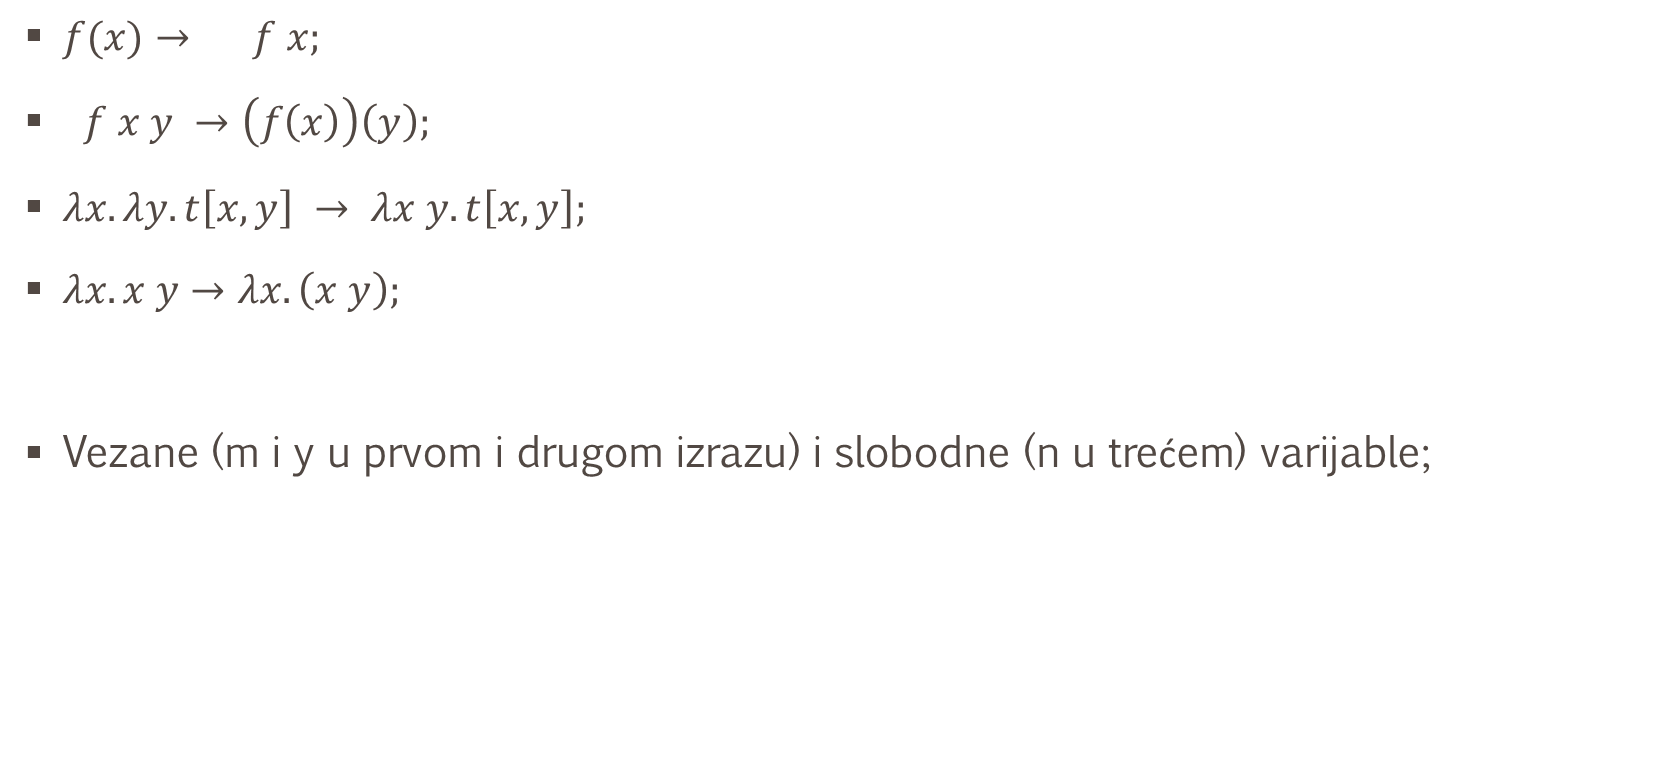 ▪ f(x) → f x;
▪ f x y → (f(x))(y);
▪ λx.λy.t[x,y] → λx y.t[x,y];
▪ λx.x y → λx.(x y);
▪ Vezane (m i y u prvom i drugom izrazu) i slobodne (n u trećem) varijable;